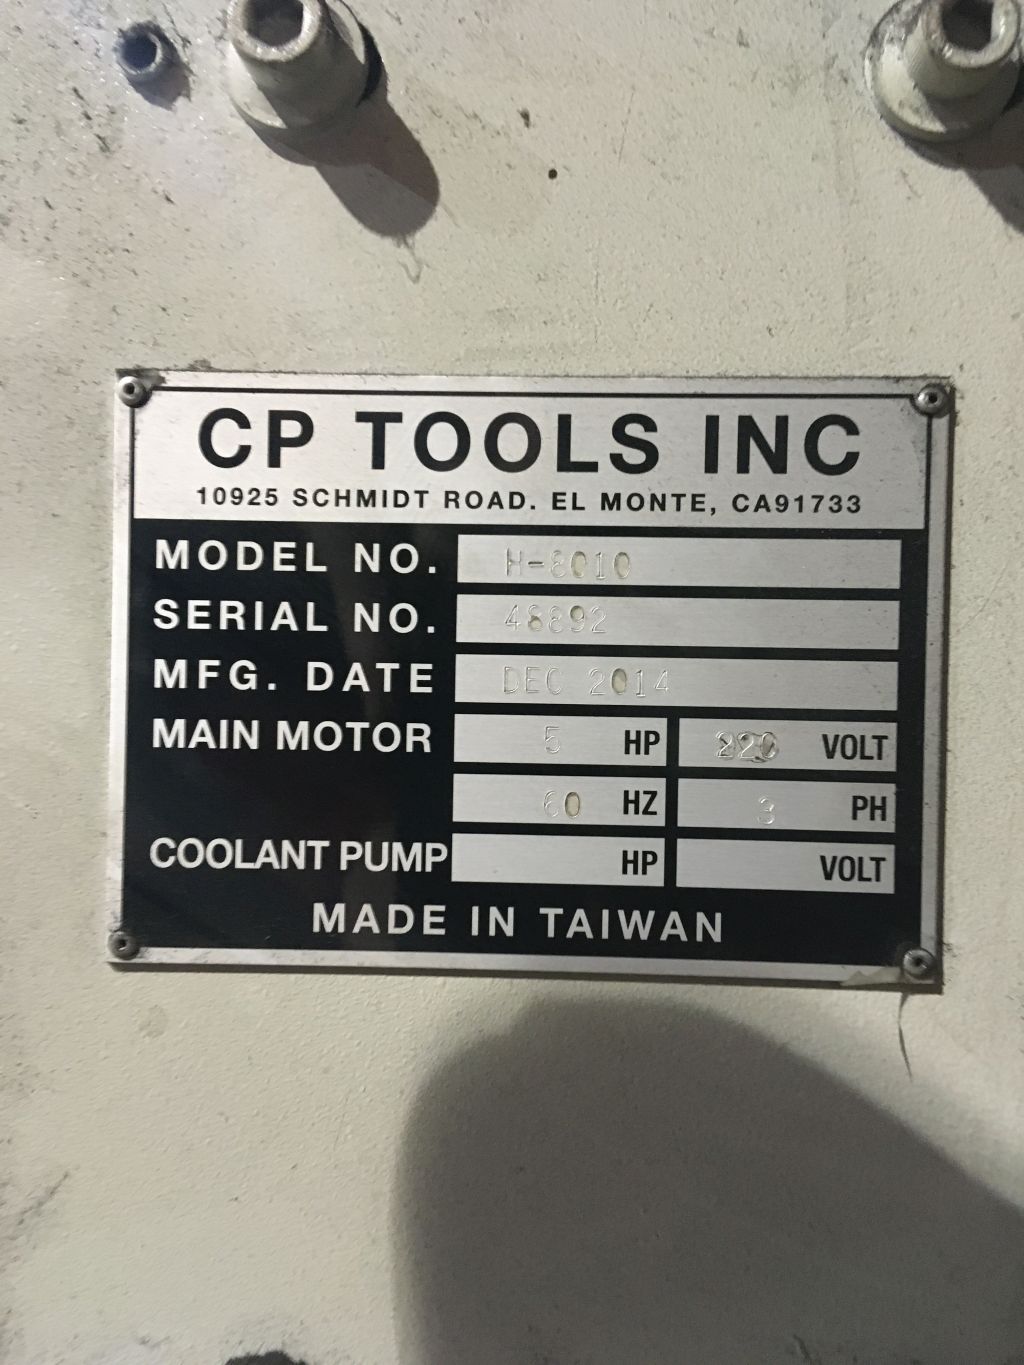 CP TOOLS INC
10925 SCHMIDT ROAD. EL MONTE, CA91733
MODEL NO. H-8010
SERIAL NO. 48892
MFG. DATE DEC 2014
MAIN MOTOR 5 HP 220 VOLT
60 HZ 3 PH
COOLANT PUMP HP VOLT
MADE IN TAIWAN